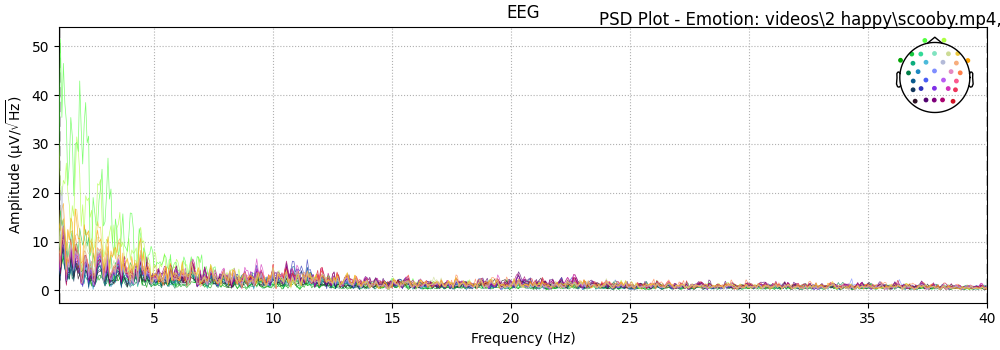 EEG
PSD Plot - Emotion: videos\2 happy\scooby.mp4,
Amplitude (µV/√Hz)
50
40
30
20
10
0
5 10 15 20 25 30 35 40
Frequency (Hz)